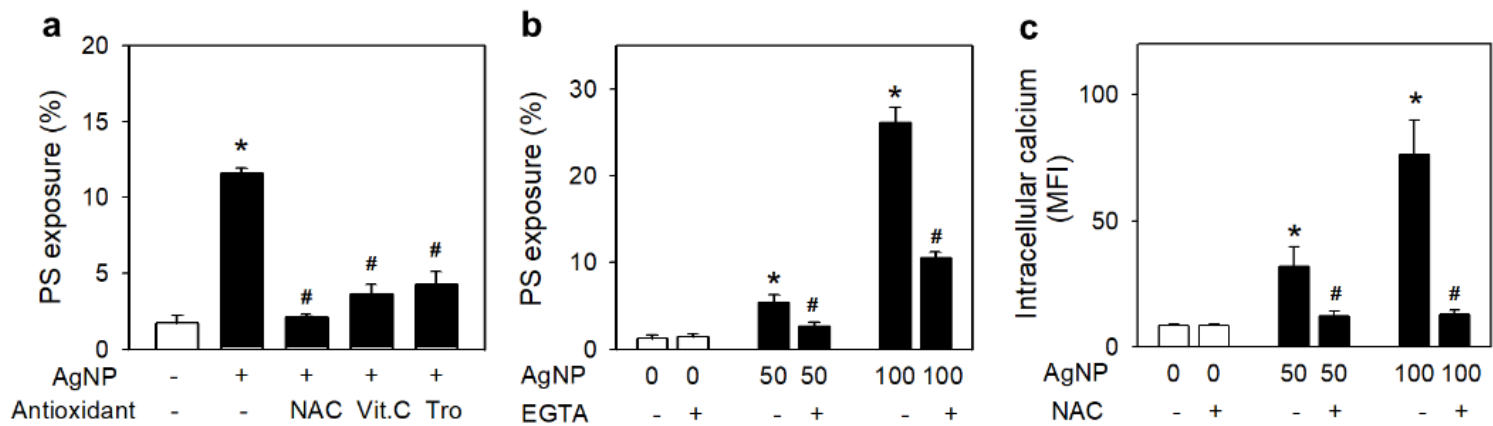 a
20
15
10
5
0
PS exposure (%)
*
#
#
#
AgNP - + + + +
Antioxidant - - NAC Vit.C Tro
b
30
20
10
0
PS exposure (%)
*
#
*
#
AgNP 0 0 50 50 100 100
EGTA - + - + - +
c
100
50
0
Intracellular calcium
(MFI)
*
#
*
#
AgNP 0 0 50 50 100 100
NAC - + - + - +